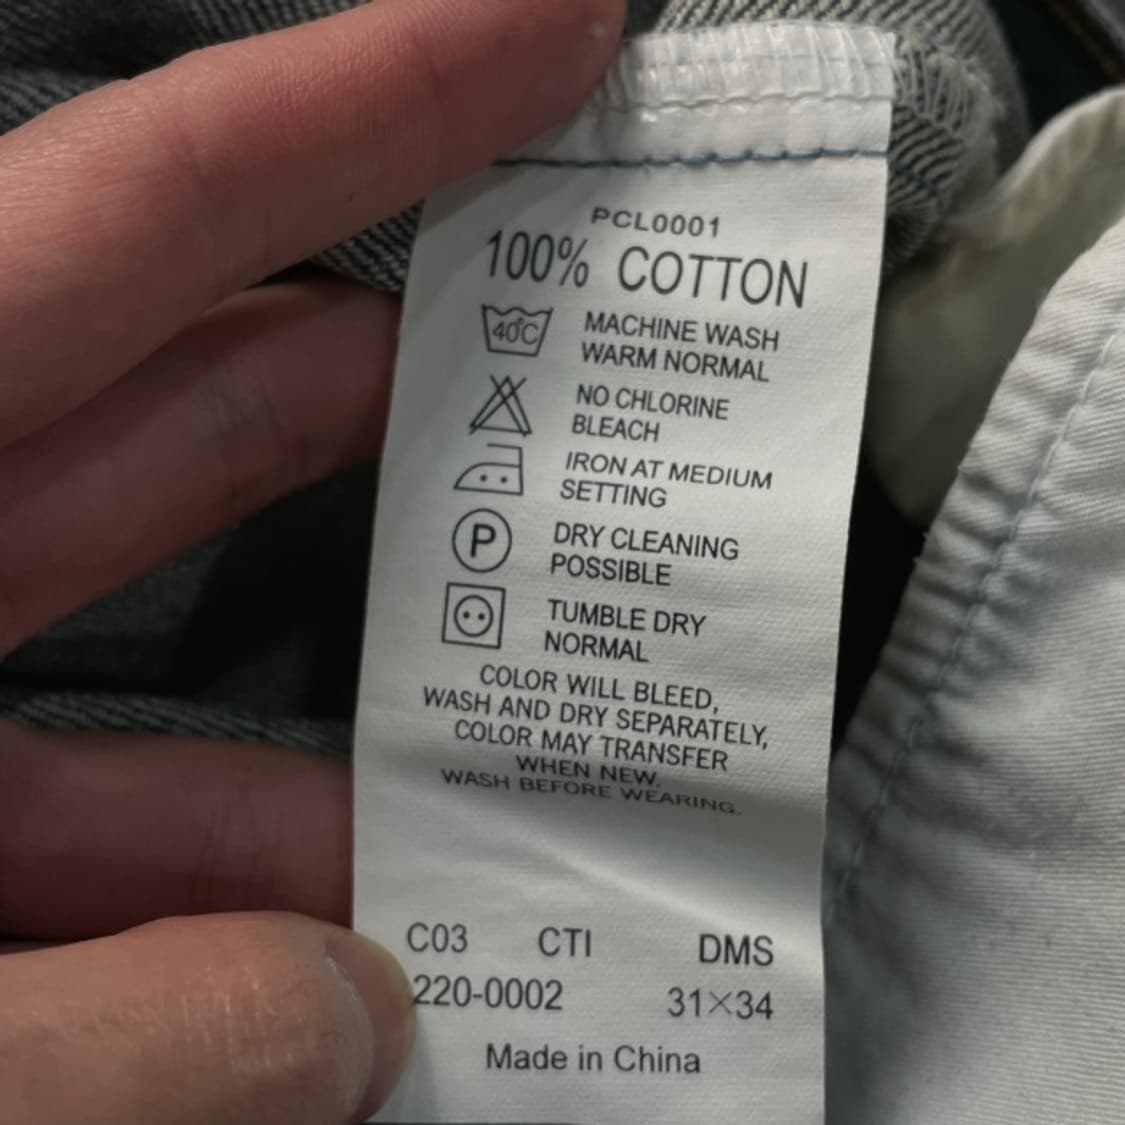 PCL0001
100% COTTON
40°C MACHINE WASH
WARM NORMAL
NO CHLORINE
BLEACH
IRON AT MEDIUM
SETTING
P DRY CLEANING
POSSIBLE
TUMBLE DRY
NORMAL
COLOR WILL BLEED,
WASH AND DRY SEPARATELY,
COLOR MAY TRANSFER
WHEN NEW.
WASH BEFORE WEARING.
C03 CTI DMS
220-0002 31×34
Made in China